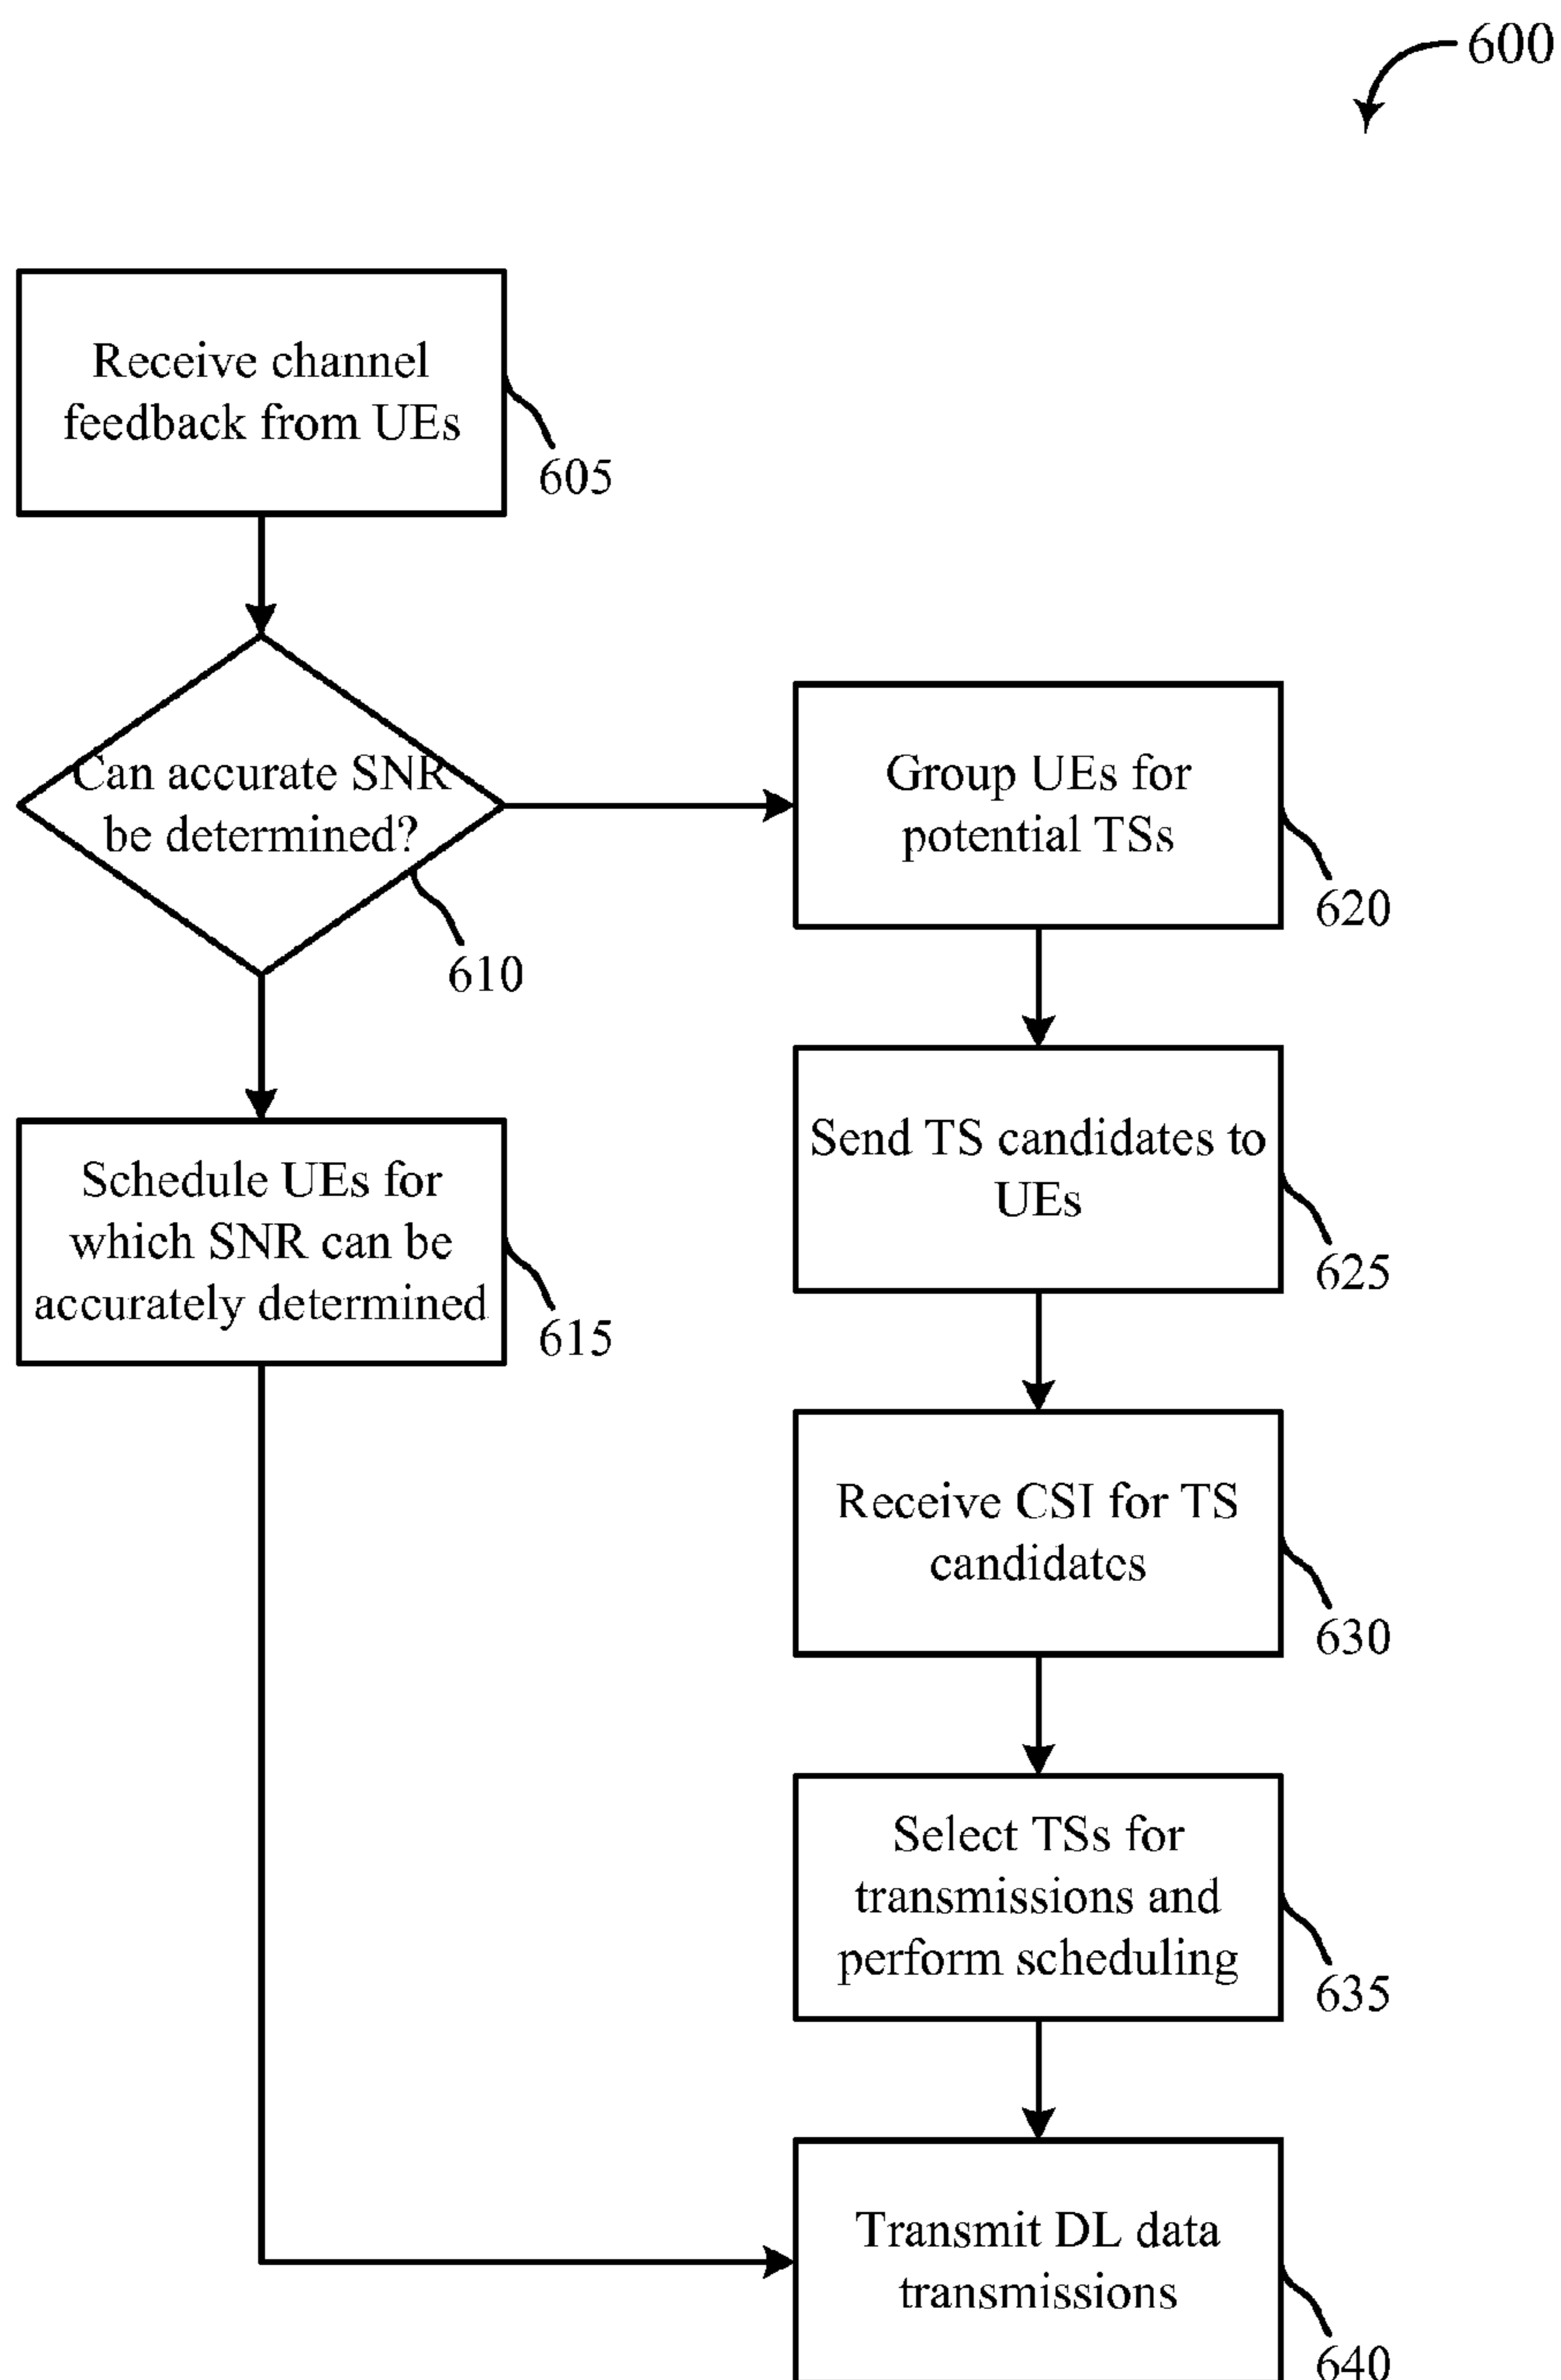 600
Receive channel
feedback from UEs
605
Can accurate SNR
be determined?
610
Schedule UEs for
which SNR can be
accurately determined
615
Group UEs for
potential TSs
620
Send TS candidates to
UEs
625
Receive CSI for TS
candidates
630
Select TSs for
transmissions and
perform scheduling
635
Transmit DL data
transmissions
640